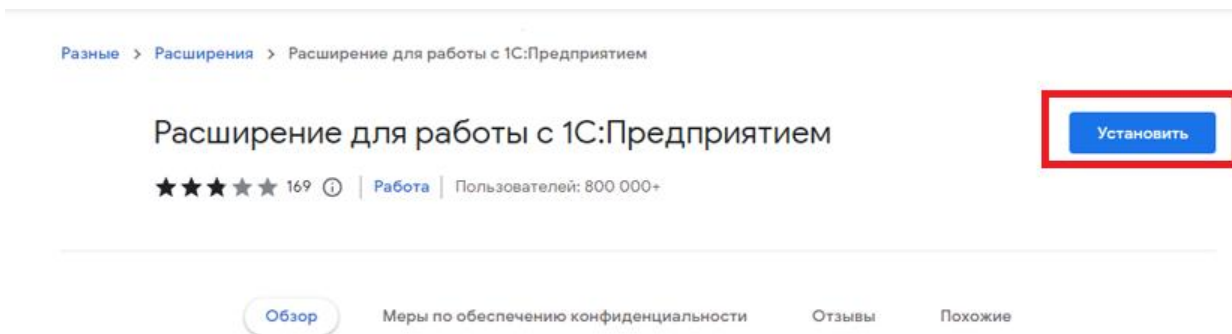 Разные > Расширения > Расширение для работы с 1С:Предприятием
Расширение для работы с 1С:Предприятием
Установить
169 | Работа | Пользователей: 800 000+
Обзор Меры по обеспечению конфиденциальности Отзывы Похожие